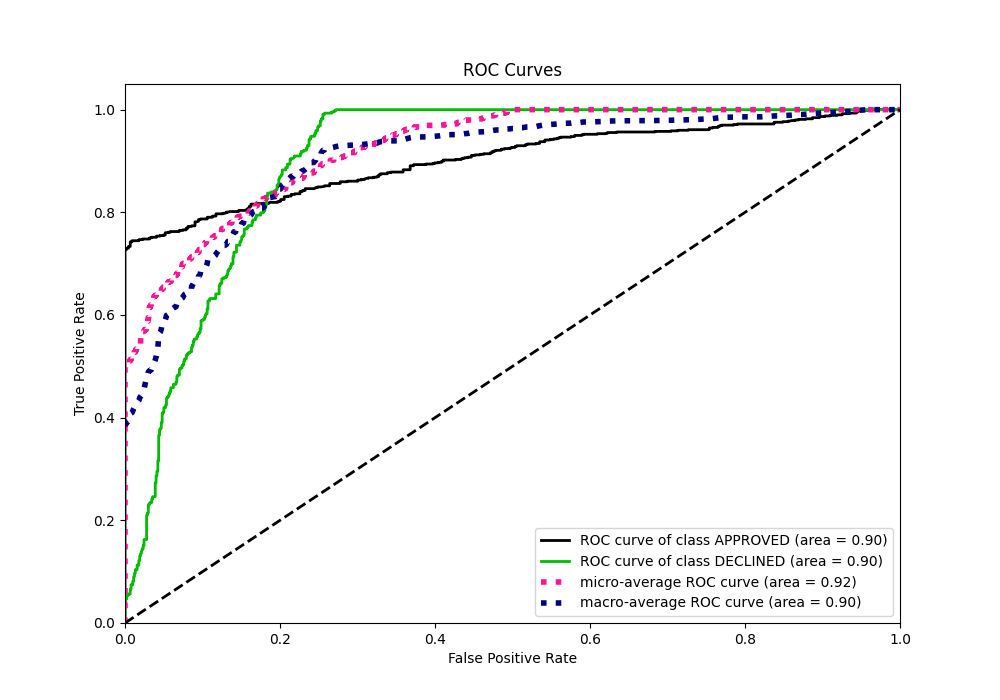 ROC Curves
1.0
0.8
0.6
0.4
0.2
0.0
True Positive Rate
0.0 0.2 0.4 0.6 0.8 1.0
False Positive Rate
ROC curve of class APPROVED (area = 0.90)
ROC curve of class DECLINED (area = 0.90)
micro-average ROC curve (area = 0.92)
macro-average ROC curve (area = 0.90)